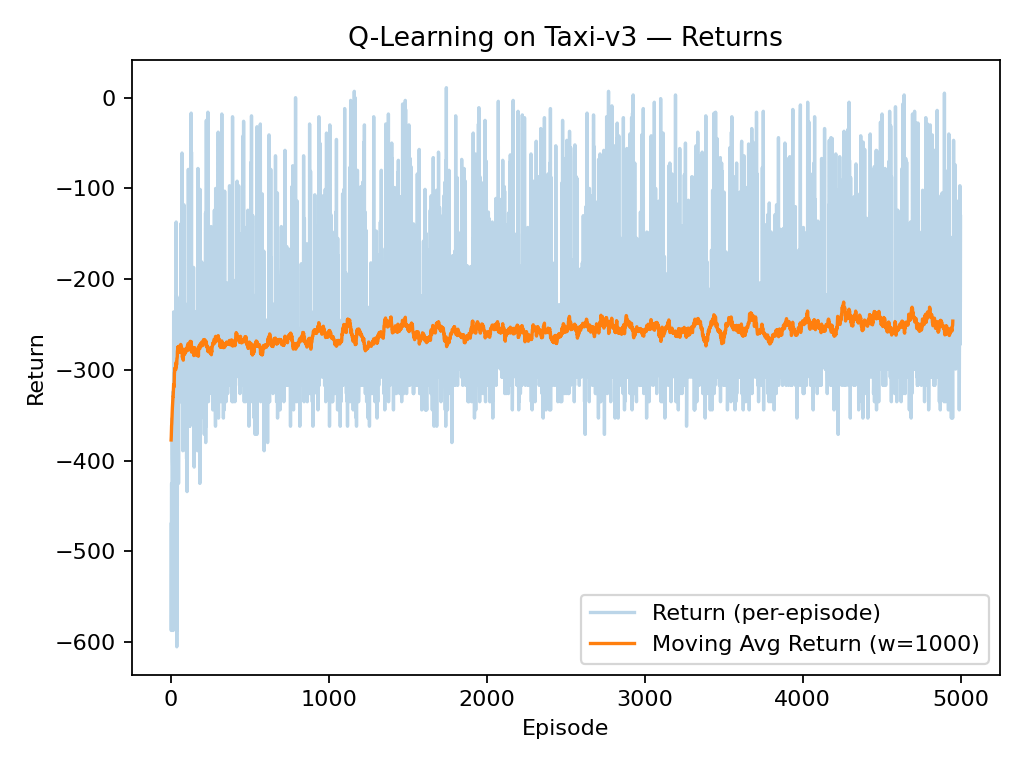 Q-Learning on Taxi-v3 — Returns
0
−100
−200
−300
−400
−500
−600
Return
Return (per-episode)
Moving Avg Return (w=1000)
0 1000 2000 3000 4000 5000
Episode